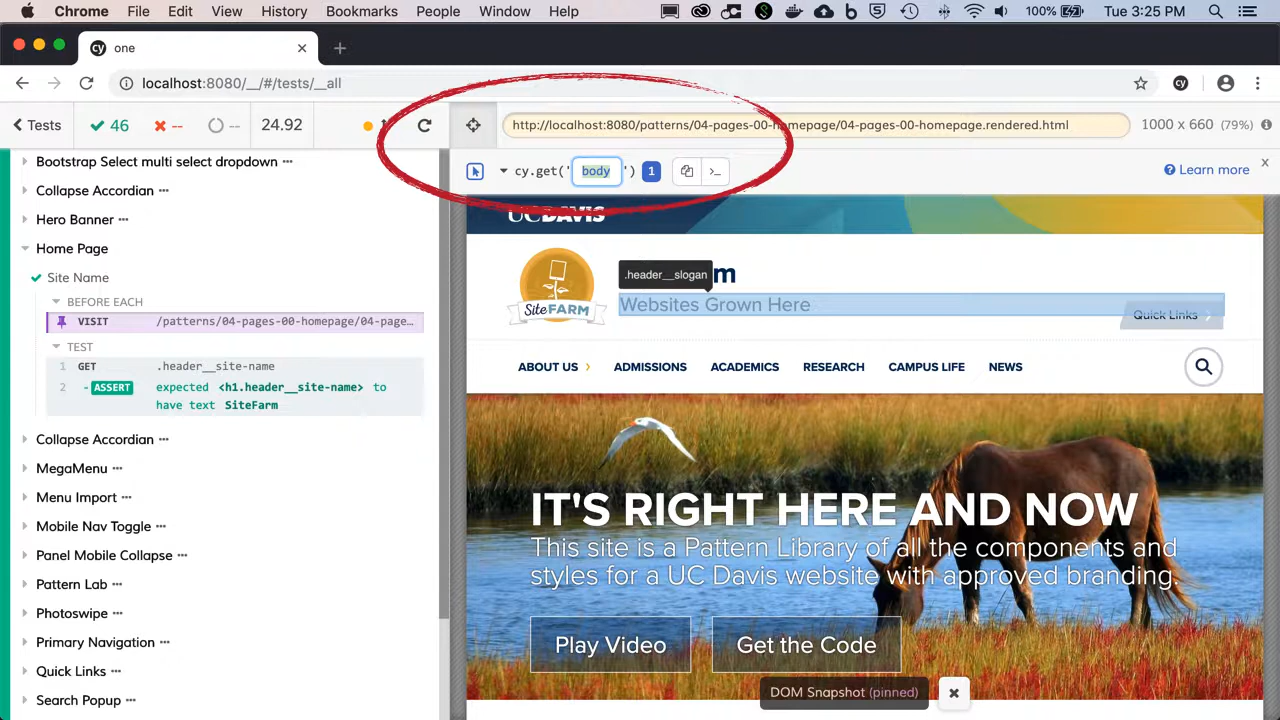 Chrome File Edit View History Bookmarks People Window Help 100% Tue 3:25 PM
cy one
localhost:8080/__/#/tests/__all cy
Tests 46 -- -- 24.92 http://localhost:8080/patterns/04-pages-00-homepage/04-pages-00-homepage.rendered.html 1000 x 660 (79%)
cy.get('body') 1 >_ Learn more
Bootstrap Select multi select dropdown •••
Collapse Accordian •••
Hero Banner •••
Home Page
Site Name
BEFORE EACH
VISIT /patterns/04-pages-00-homepage/04-page…
TEST
1 GET .header__site-name
2 - ASSERT expected <h1.header__site-name> to
have text SiteFarm
Collapse Accordian •••
MegaMenu •••
Menu Import •••
Mobile Nav Toggle •••
Panel Mobile Collapse •••
Pattern Lab •••
Photoswipe •••
Primary Navigation •••
Quick Links •••
Search Popup •••
UCDAVIS
SiteFARM
.header__slogan
m
Websites Grown Here
Quick Links
ABOUT US ADMISSIONS ACADEMICS RESEARCH CAMPUS LIFE NEWS
IT'S RIGHT HERE AND NOW
This site is a Pattern Library of all the components and
styles for a UC Davis website with approved branding.
Play Video Get the Code
DOM Snapshot (pinned)